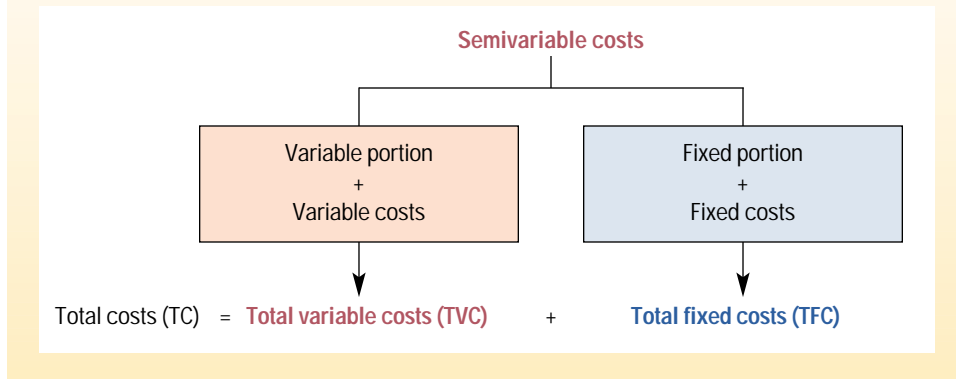 Semivariable costs
Variable portion
+
Variable costs
Fixed portion
+
Fixed costs
Total costs (TC) = Total variable costs (TVC) + Total fixed costs (TFC)